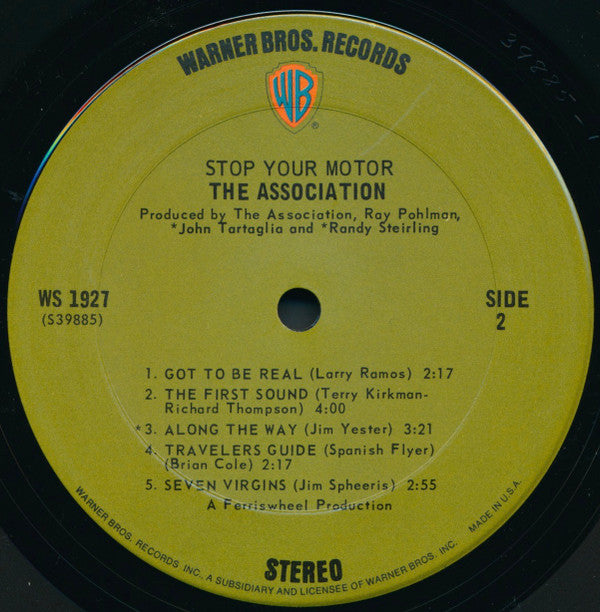 WARNER BROS. RECORDS
WB
®
STOP YOUR MOTOR
THE ASSOCIATION
Produced by The Association, Ray Pohlman,
*John Tartaglia and *Randy Steirling
WS 1927
(S39885)
SIDE
2
1. GOT TO BE REAL (Larry Ramos) 2:17
2. THE FIRST SOUND (Terry Kirkman-
Richard Thompson) 4:00
*3. ALONG THE WAY (Jim Yester) 3:21
4. TRAVELERS GUIDE (Spanish Flyer)
(Brian Cole) 2:17
5. SEVEN VIRGINS (Jim Spheeris) 2:55
A Ferriswheel Production
STEREO
WARNER BROS. RECORDS INC., A SUBSIDIARY AND LICENSEE OF WARNER BROS. INC. MADE IN U.S.A.
39885-1